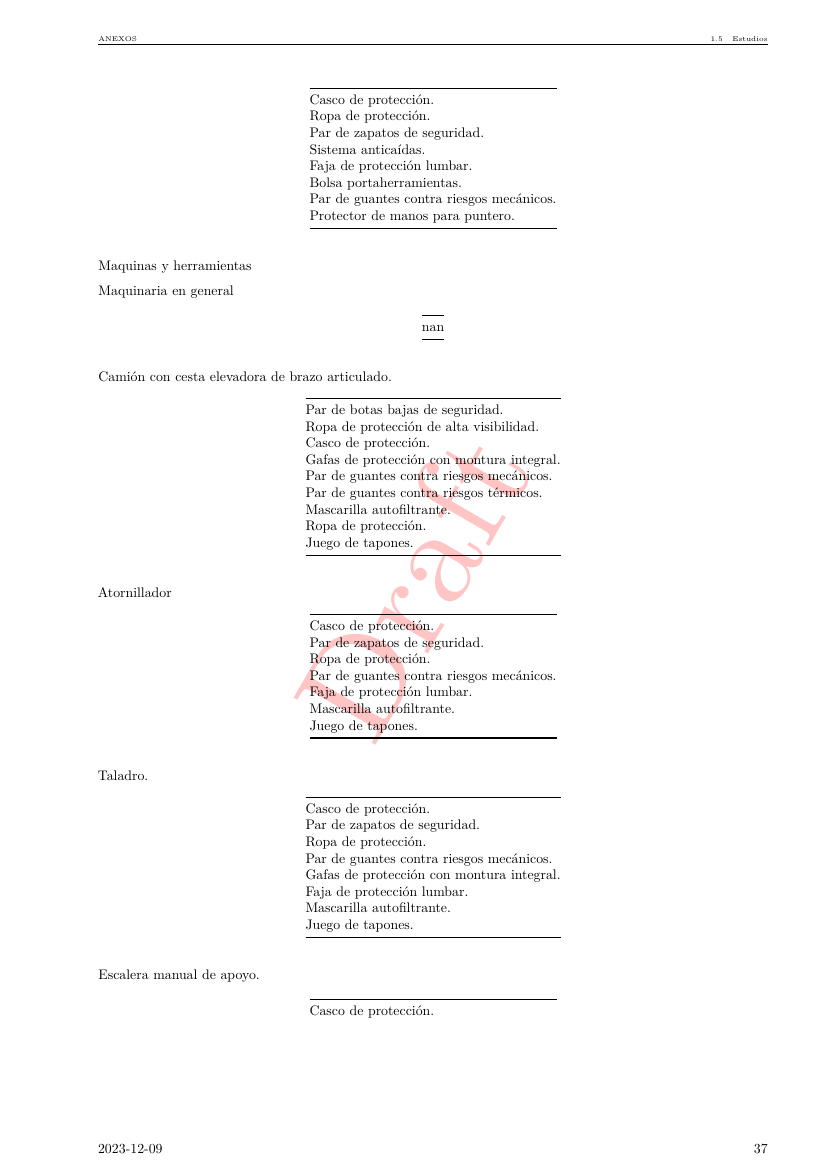 ANEXOS 1.5 Estudios
Casco de protección.
Ropa de protección.
Par de zapatos de seguridad.
Sistema anticaídas.
Faja de protección lumbar.
Bolsa portaherramientas.
Par de guantes contra riesgos mecánicos.
Protector de manos para puntero.
Maquinas y herramientas
Maquinaria en general
nan
Camión con cesta elevadora de brazo articulado.
Par de botas bajas de seguridad.
Ropa de protección de alta visibilidad.
Casco de protección.
Gafas de protección con montura integral.
Par de guantes contra riesgos mecánicos.
Par de guantes contra riesgos térmicos.
Mascarilla autofiltrante.
Ropa de protección.
Juego de tapones.
Atornillador
Casco de protección.
Par de zapatos de seguridad.
Ropa de protección.
Par de guantes contra riesgos mecánicos.
Faja de protección lumbar.
Mascarilla autofiltrante.
Juego de tapones.
Taladro.
Casco de protección.
Par de zapatos de seguridad.
Ropa de protección.
Par de guantes contra riesgos mecánicos.
Gafas de protección con montura integral.
Faja de protección lumbar.
Mascarilla autofiltrante.
Juego de tapones.
Escalera manual de apoyo.
Casco de protección.
Draft
2023-12-09 37